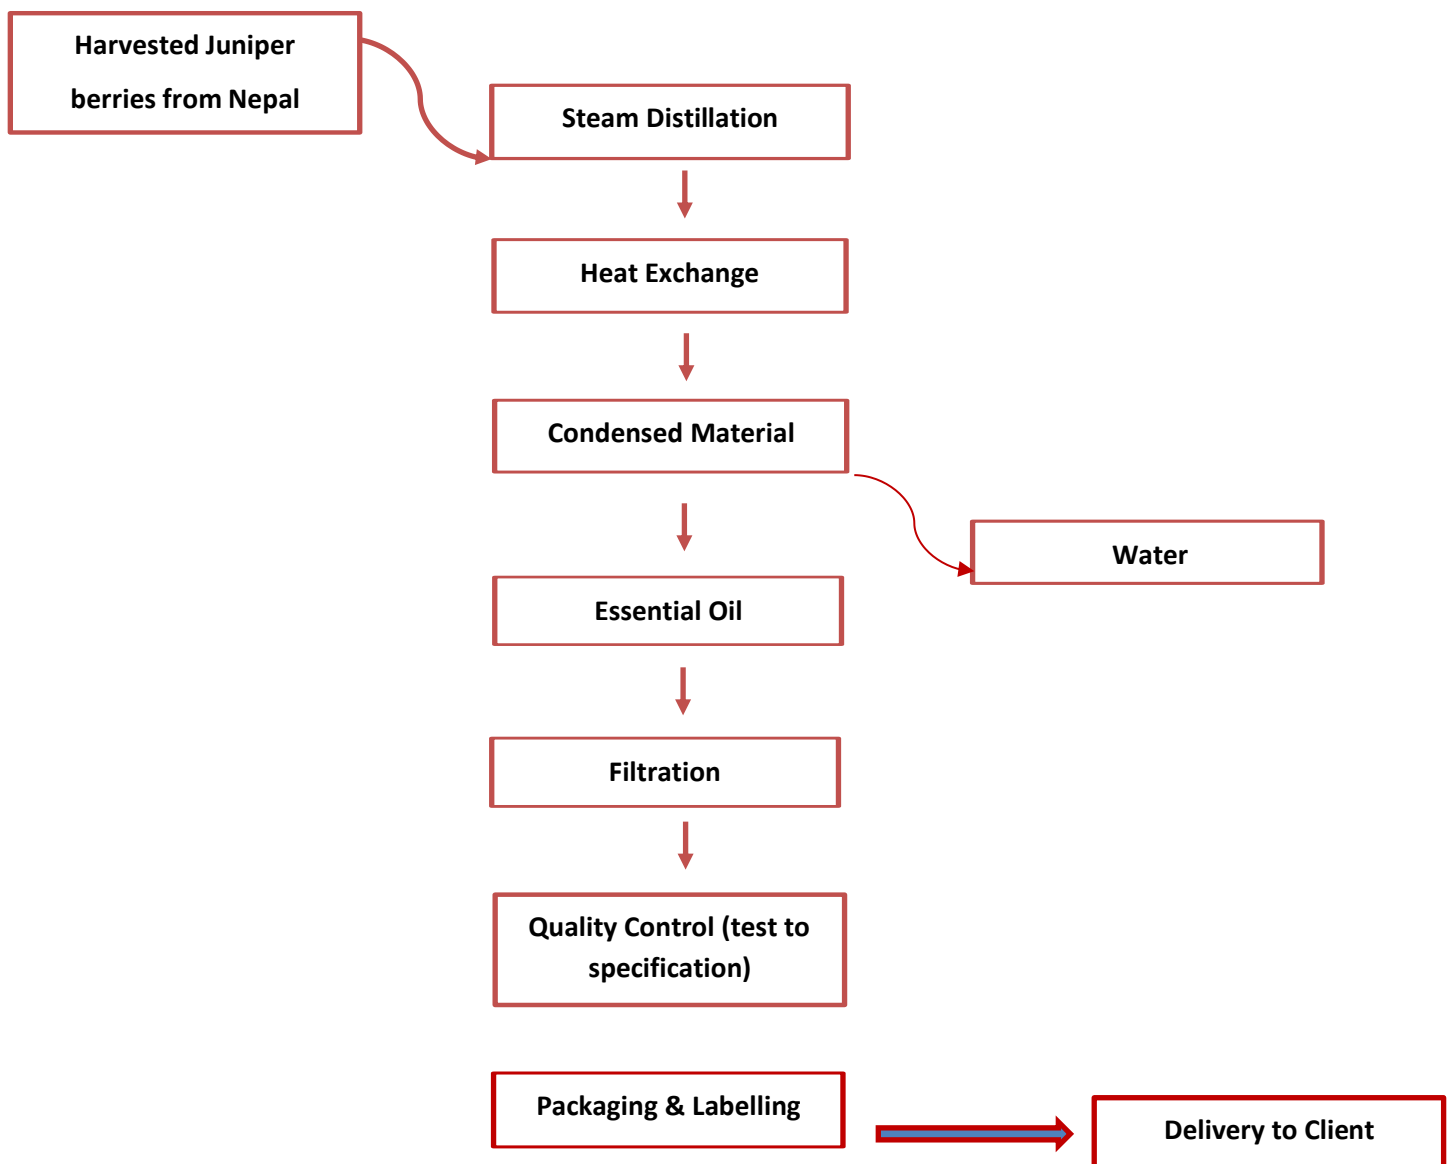 Harvested Juniper
berries from Nepal
Steam Distillation
Heat Exchange
Condensed Material
Water
Essential Oil
Filtration
Quality Control (test to
specification)
Packaging & Labelling
Delivery to Client